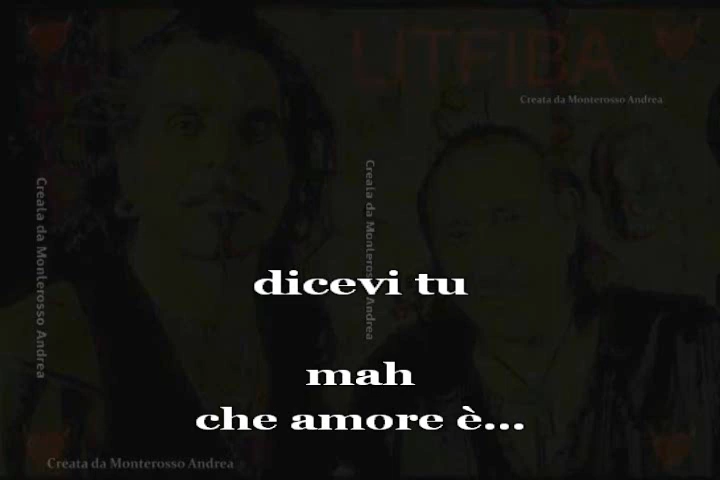 LITFIBA
Creata da Monterosso Andrea
Creata da Monterosso Andrea
Creata da Monterosso Andrea
dicevi tu
mah
che amore è...
Creata da Monterosso Andrea